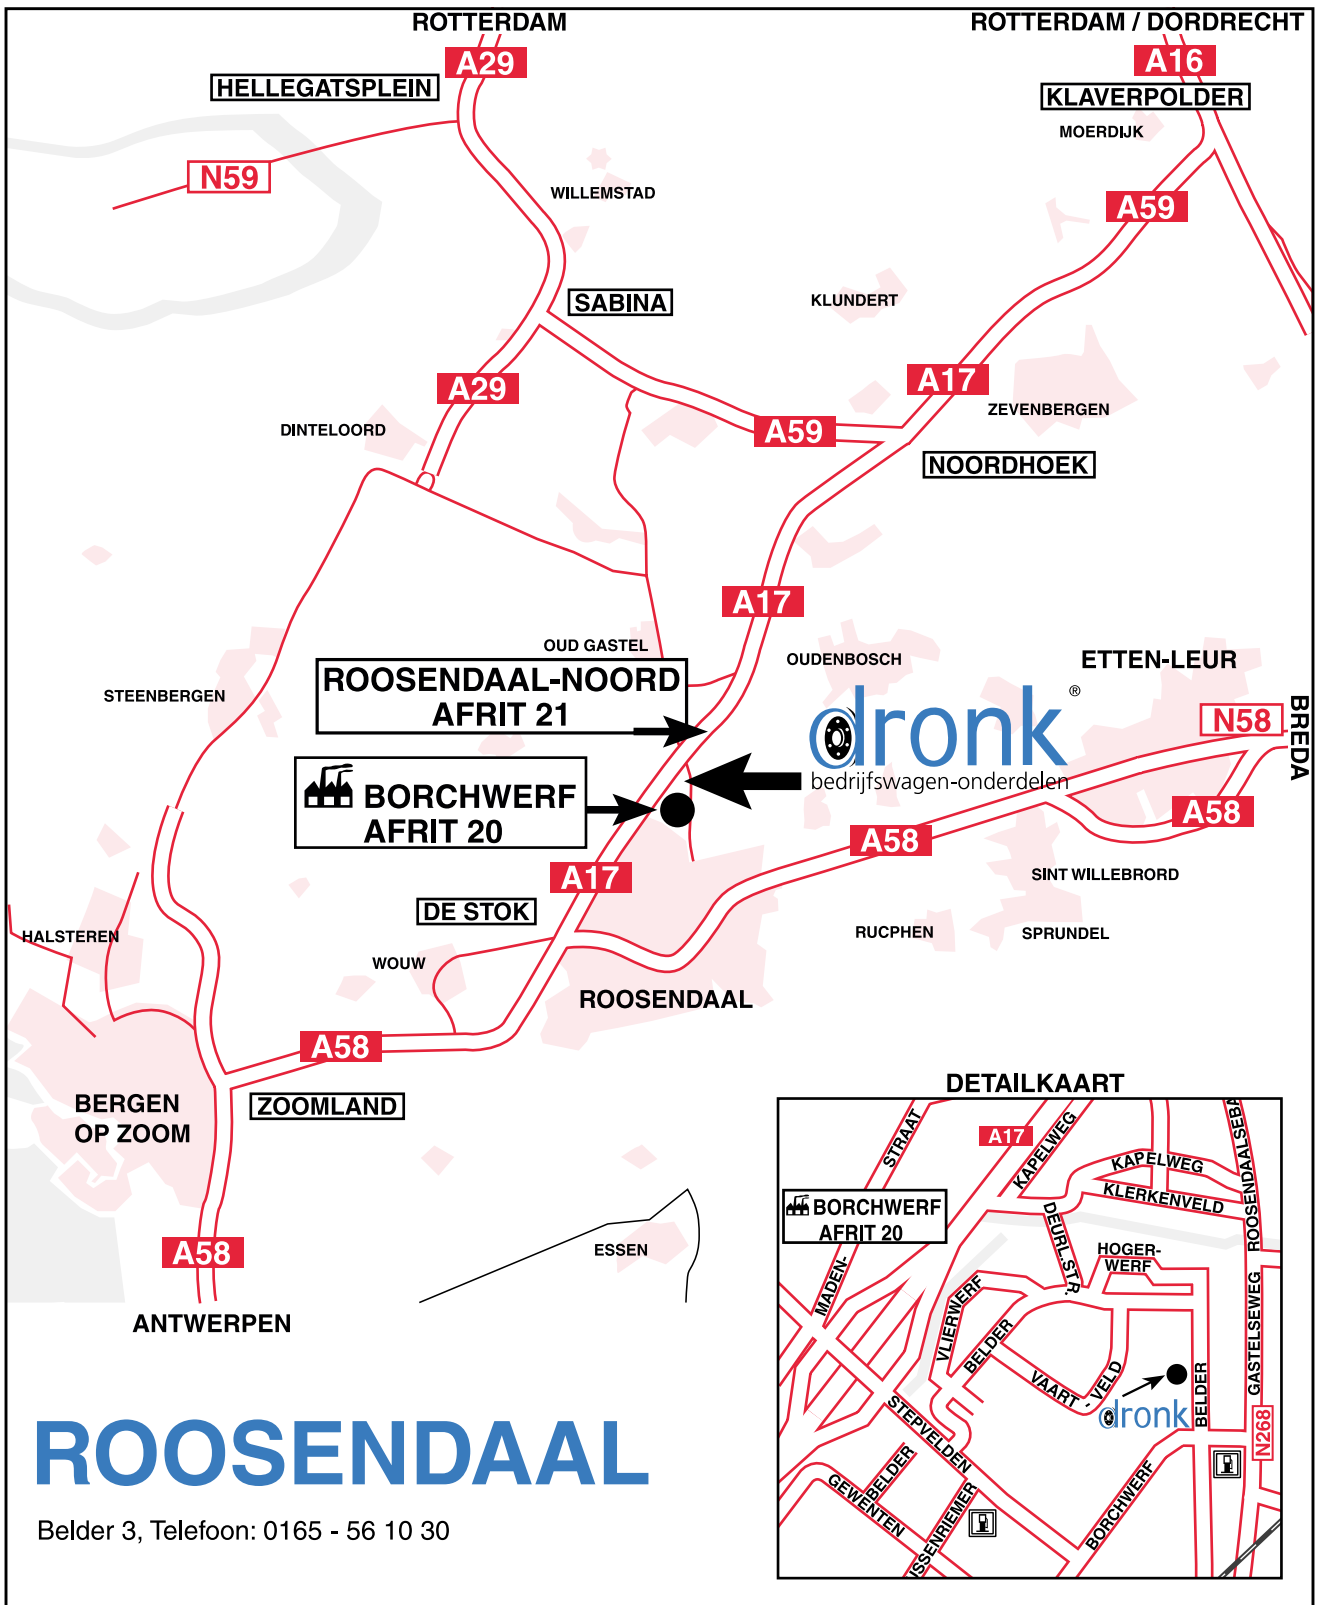 ROTTERDAM
ROTTERDAM / DORDRECHT
A29
A16
HELLEGATSPLEIN
KLAVERPOLDER
MOERDIJK
N59
WILLEMSTAD
A59
SABINA
KLUNDERT
A29
A17
ZEVENBERGEN
DINTELOORD
A59
NOORDHOEK
A17
OUD GASTEL
OUDENBOSCH
ETTEN-LEUR
ROOSENDAAL-NOORD
AFRIT 21
STEENBERGEN
dronk®
bedrijfswagen-onderdelen
N58
BREDA
BORCHWERF
AFRIT 20
A58
A58
A17
SINT WILLEBRORD
DE STOK
HALSTEREN
RUCPHEN
SPRUNDEL
WOUW
ROOSENDAAL
A58
BERGEN
OP ZOOM
ZOOMLAND
A58
ESSEN
ANTWERPEN
DETAILKAART
STRAAT
A17
KAPELWEG
KAPELWEG
KLERKENVELD
ROOSENDAALSEBA
BORCHWERF
AFRIT 20
DEURL.STR.
HOGER-
WERF
MADEN-
VLIERWERF
BELDER
VAART - VELD
BELDER
GASTELSEWEG
dronk
N268
STEPVELDEN
BELDER
GEWENTEN
ISSENRIEMER
BORCHWERF
ROOSENDAAL
Belder 3, Telefoon: 0165 - 56 10 30